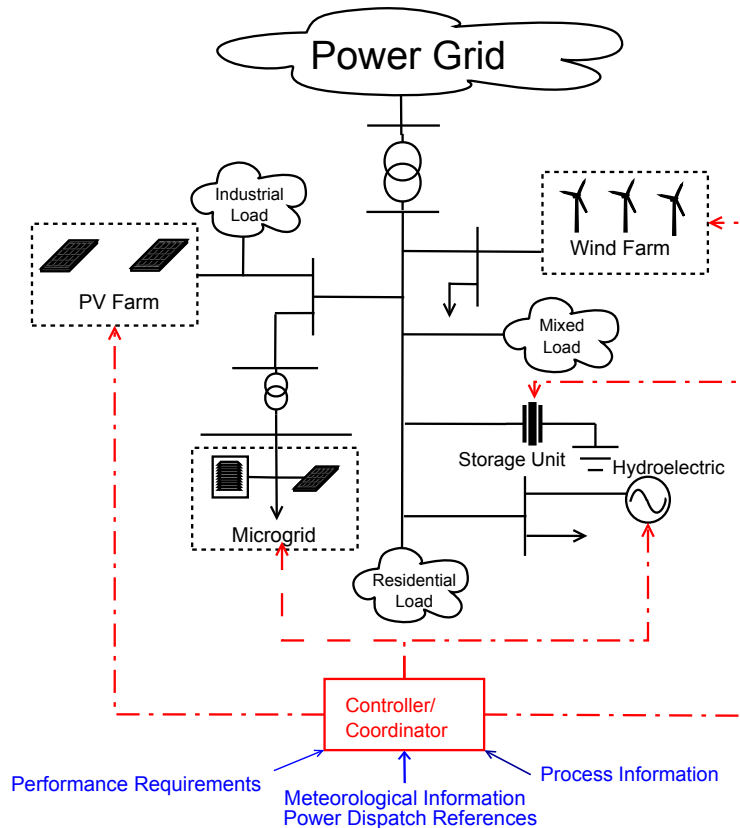 Power Grid
Industrial
Load
Wind Farm
PV Farm
Mixed
Load
Storage Unit
Hydroelectric
Microgrid
Residential
Load
Controller/
Coordinator
Performance Requirements
Process Information
Meteorological Information
Power Dispatch References